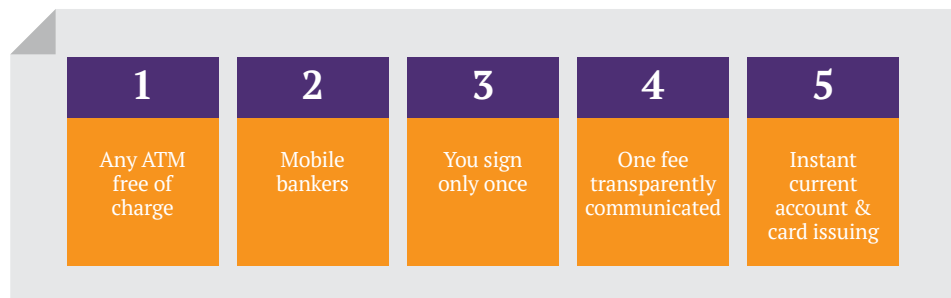 1
Any ATM
free of
charge
2
Mobile
bankers
3
You sign
only once
4
One fee
transparently
communicated
5
Instant
current
account &
card issuing